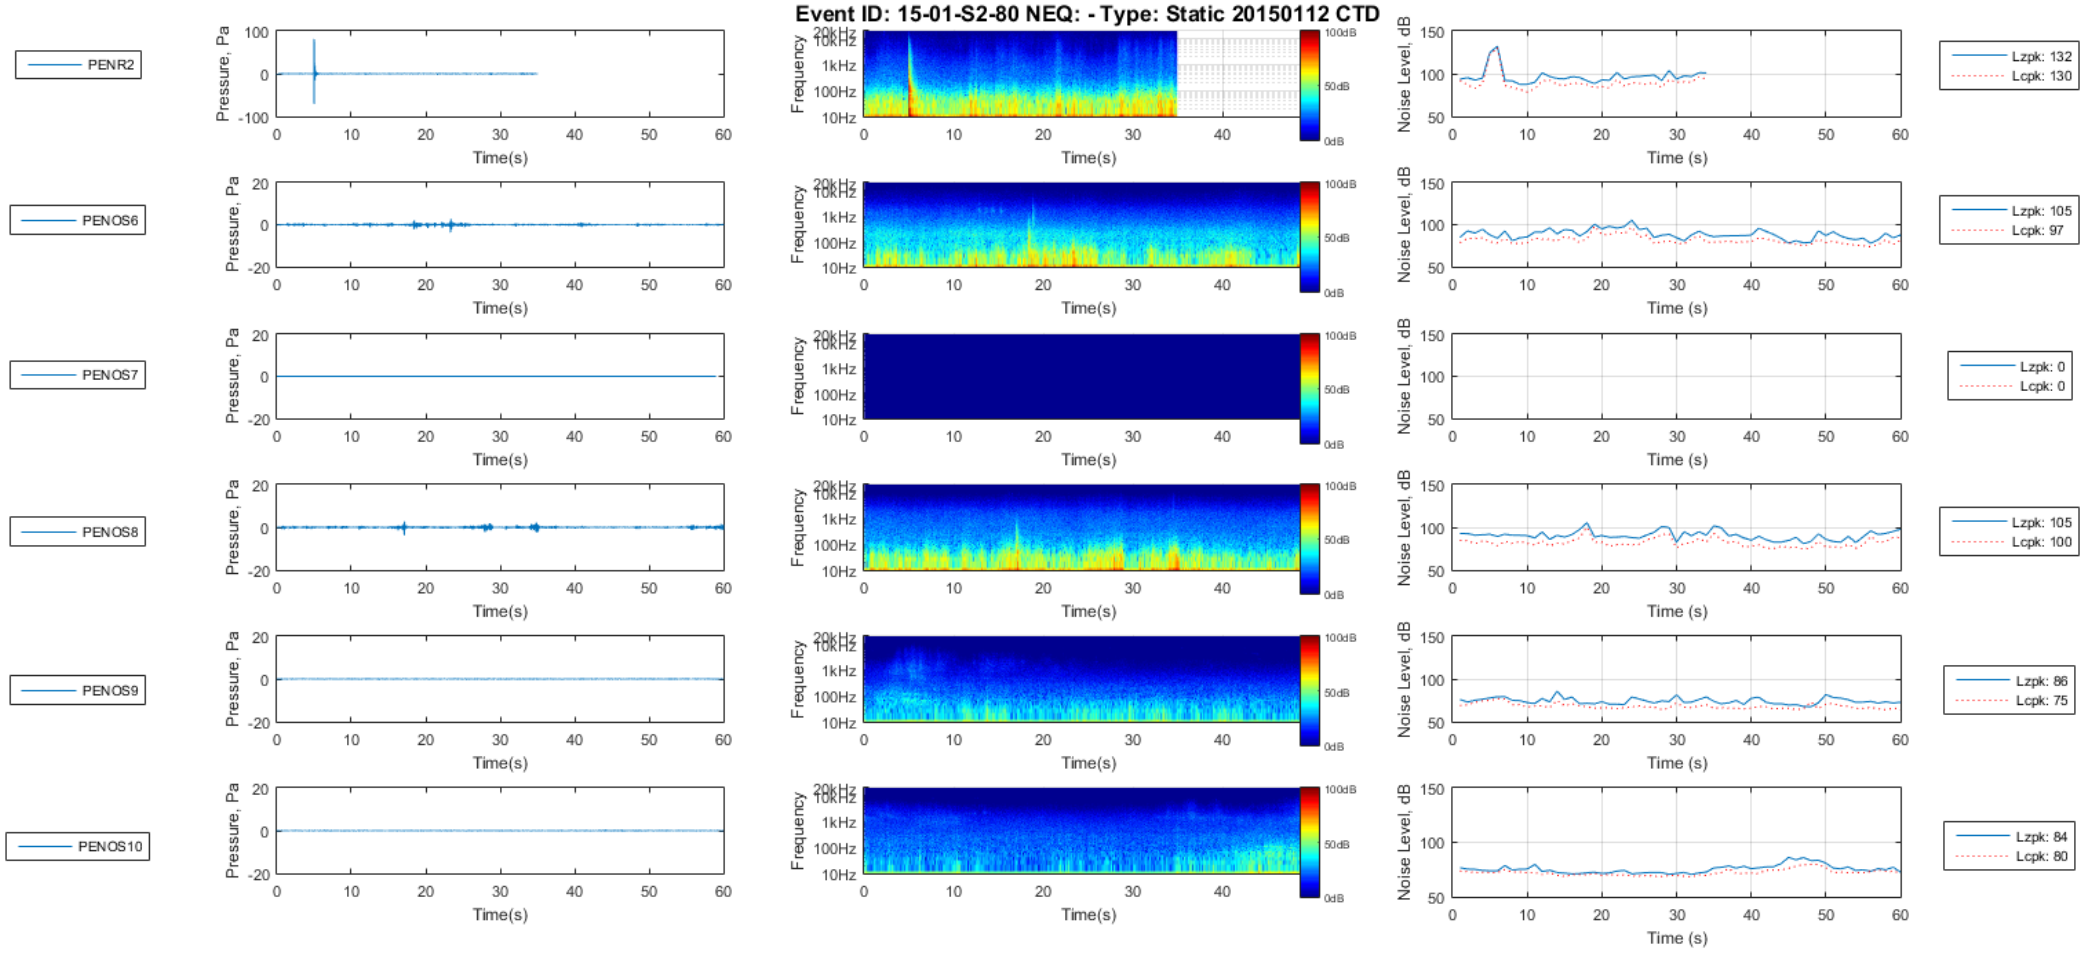 Event ID: 15-01-S2-80 NEQ: - Type: Static 20150112 CTD
PENR2
Pressure, Pa
100
0
-100
0 10 20 30 40 50 60
Time(s)
Frequency
20kHz
10kHz
1kHz
100Hz
10Hz
0 10 20 30 40
Time(s)
100dB
50dB
0dB
Noise Level, dB
150
100
50
0 10 20 30 40 50 60
Time (s)
Lzpk: 132
Lcpk: 130
PENOS6
Pressure, Pa
20
0
-20
0 10 20 30 40 50 60
Time(s)
Frequency
20kHz
10kHz
1kHz
100Hz
10Hz
0 10 20 30 40
Time(s)
100dB
50dB
0dB
Noise Level, dB
150
100
50
0 10 20 30 40 50 60
Time (s)
Lzpk: 105
Lcpk: 97
PENOS7
Pressure, Pa
20
0
-20
0 10 20 30 40 50 60
Time(s)
Frequency
20kHz
10kHz
1kHz
100Hz
10Hz
0 10 20 30 40
Time(s)
100dB
50dB
0dB
Noise Level, dB
150
100
50
0 10 20 30 40 50 60
Time (s)
Lzpk: 0
Lcpk: 0
PENOS8
Pressure, Pa
20
0
-20
0 10 20 30 40 50 60
Time(s)
Frequency
20kHz
10kHz
1kHz
100Hz
10Hz
0 10 20 30 40
Time(s)
100dB
50dB
0dB
Noise Level, dB
150
100
50
0 10 20 30 40 50 60
Time (s)
Lzpk: 105
Lcpk: 100
PENOS9
Pressure, Pa
20
0
-20
0 10 20 30 40 50 60
Time(s)
Frequency
20kHz
10kHz
1kHz
100Hz
10Hz
0 10 20 30 40
Time(s)
100dB
50dB
0dB
Noise Level, dB
150
100
50
0 10 20 30 40 50 60
Time (s)
Lzpk: 86
Lcpk: 75
PENOS10
Pressure, Pa
20
0
-20
0 10 20 30 40 50 60
Time(s)
Frequency
20kHz
10kHz
1kHz
100Hz
10Hz
0 10 20 30 40
Time(s)
100dB
50dB
0dB
Noise Level, dB
150
100
50
0 10 20 30 40 50 60
Time (s)
Lzpk: 84
Lcpk: 80